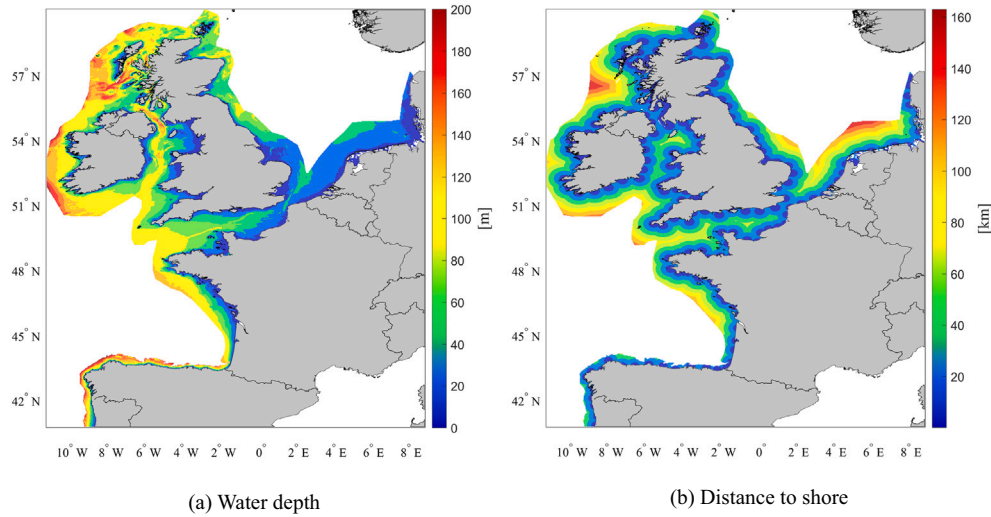 57° N
54° N
51° N
48° N
45° N
42° N
10° W 8° W 6° W 4° W 2° W 0° 2° E 4° E 6° E 8° E
200
180
160
140
120
100
80
60
40
20
0
[m]
(a) Water depth
57° N
54° N
51° N
48° N
45° N
42° N
10° W 8° W 6° W 4° W 2° W 0° 2° E 4° E 6° E 8° E
160
140
120
100
80
60
40
20
[km]
(b) Distance to shore